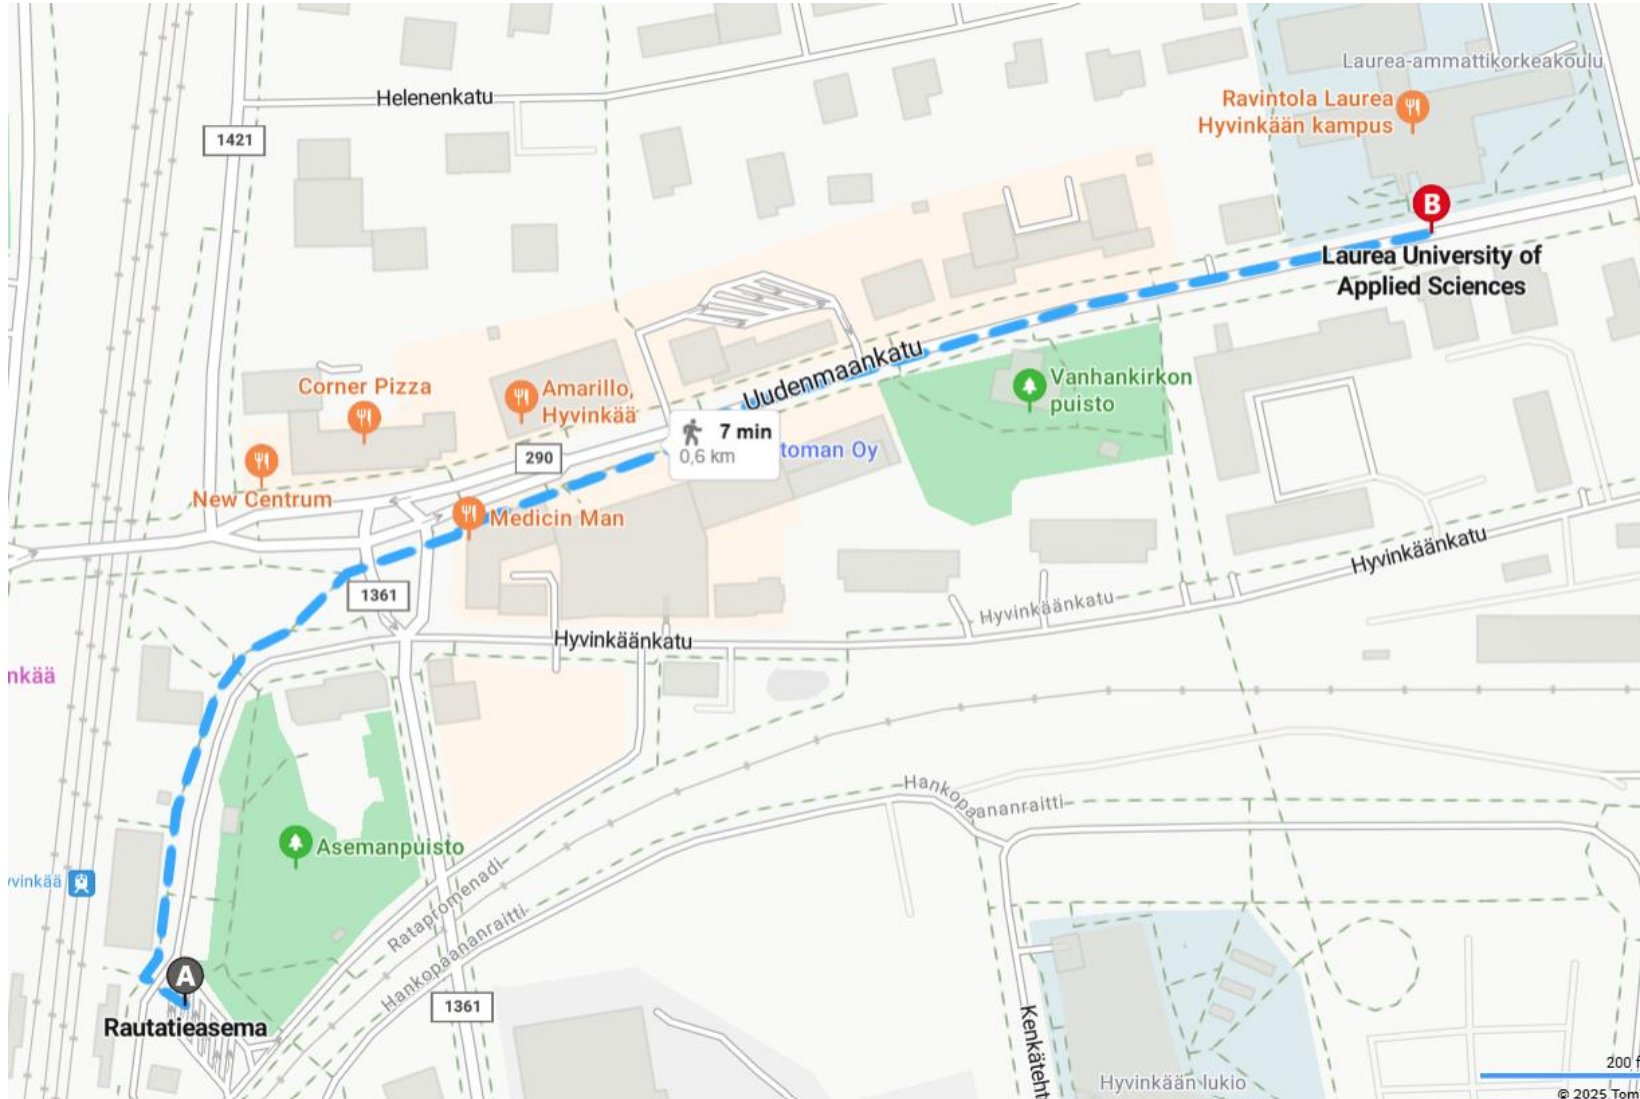 Laurea-ammattikorkeakoulu
Helenenkatu
Ravintola Laurea
Hyvinkään kampus
1421
B
Laurea University of
Applied Sciences
Uudenmaankatu
Corner Pizza
Amarillo,
Hyvinkää
Vanhankirkon
puisto
7 min
0,6 km
toman Oy
290
New Centrum
Medicin Man
Hyvinkäänkatu
1361
Hyvinkäänkatu
Hyvinkäänkatu
nkää
Hankopaananraitti
Asemanpuisto
yvinkää
Ratapromenadi
Hankopaananraitti
A
1361
Rautatieasema
Kenkäteht
Hyvinkään lukio
200 f
© 2025 Tom